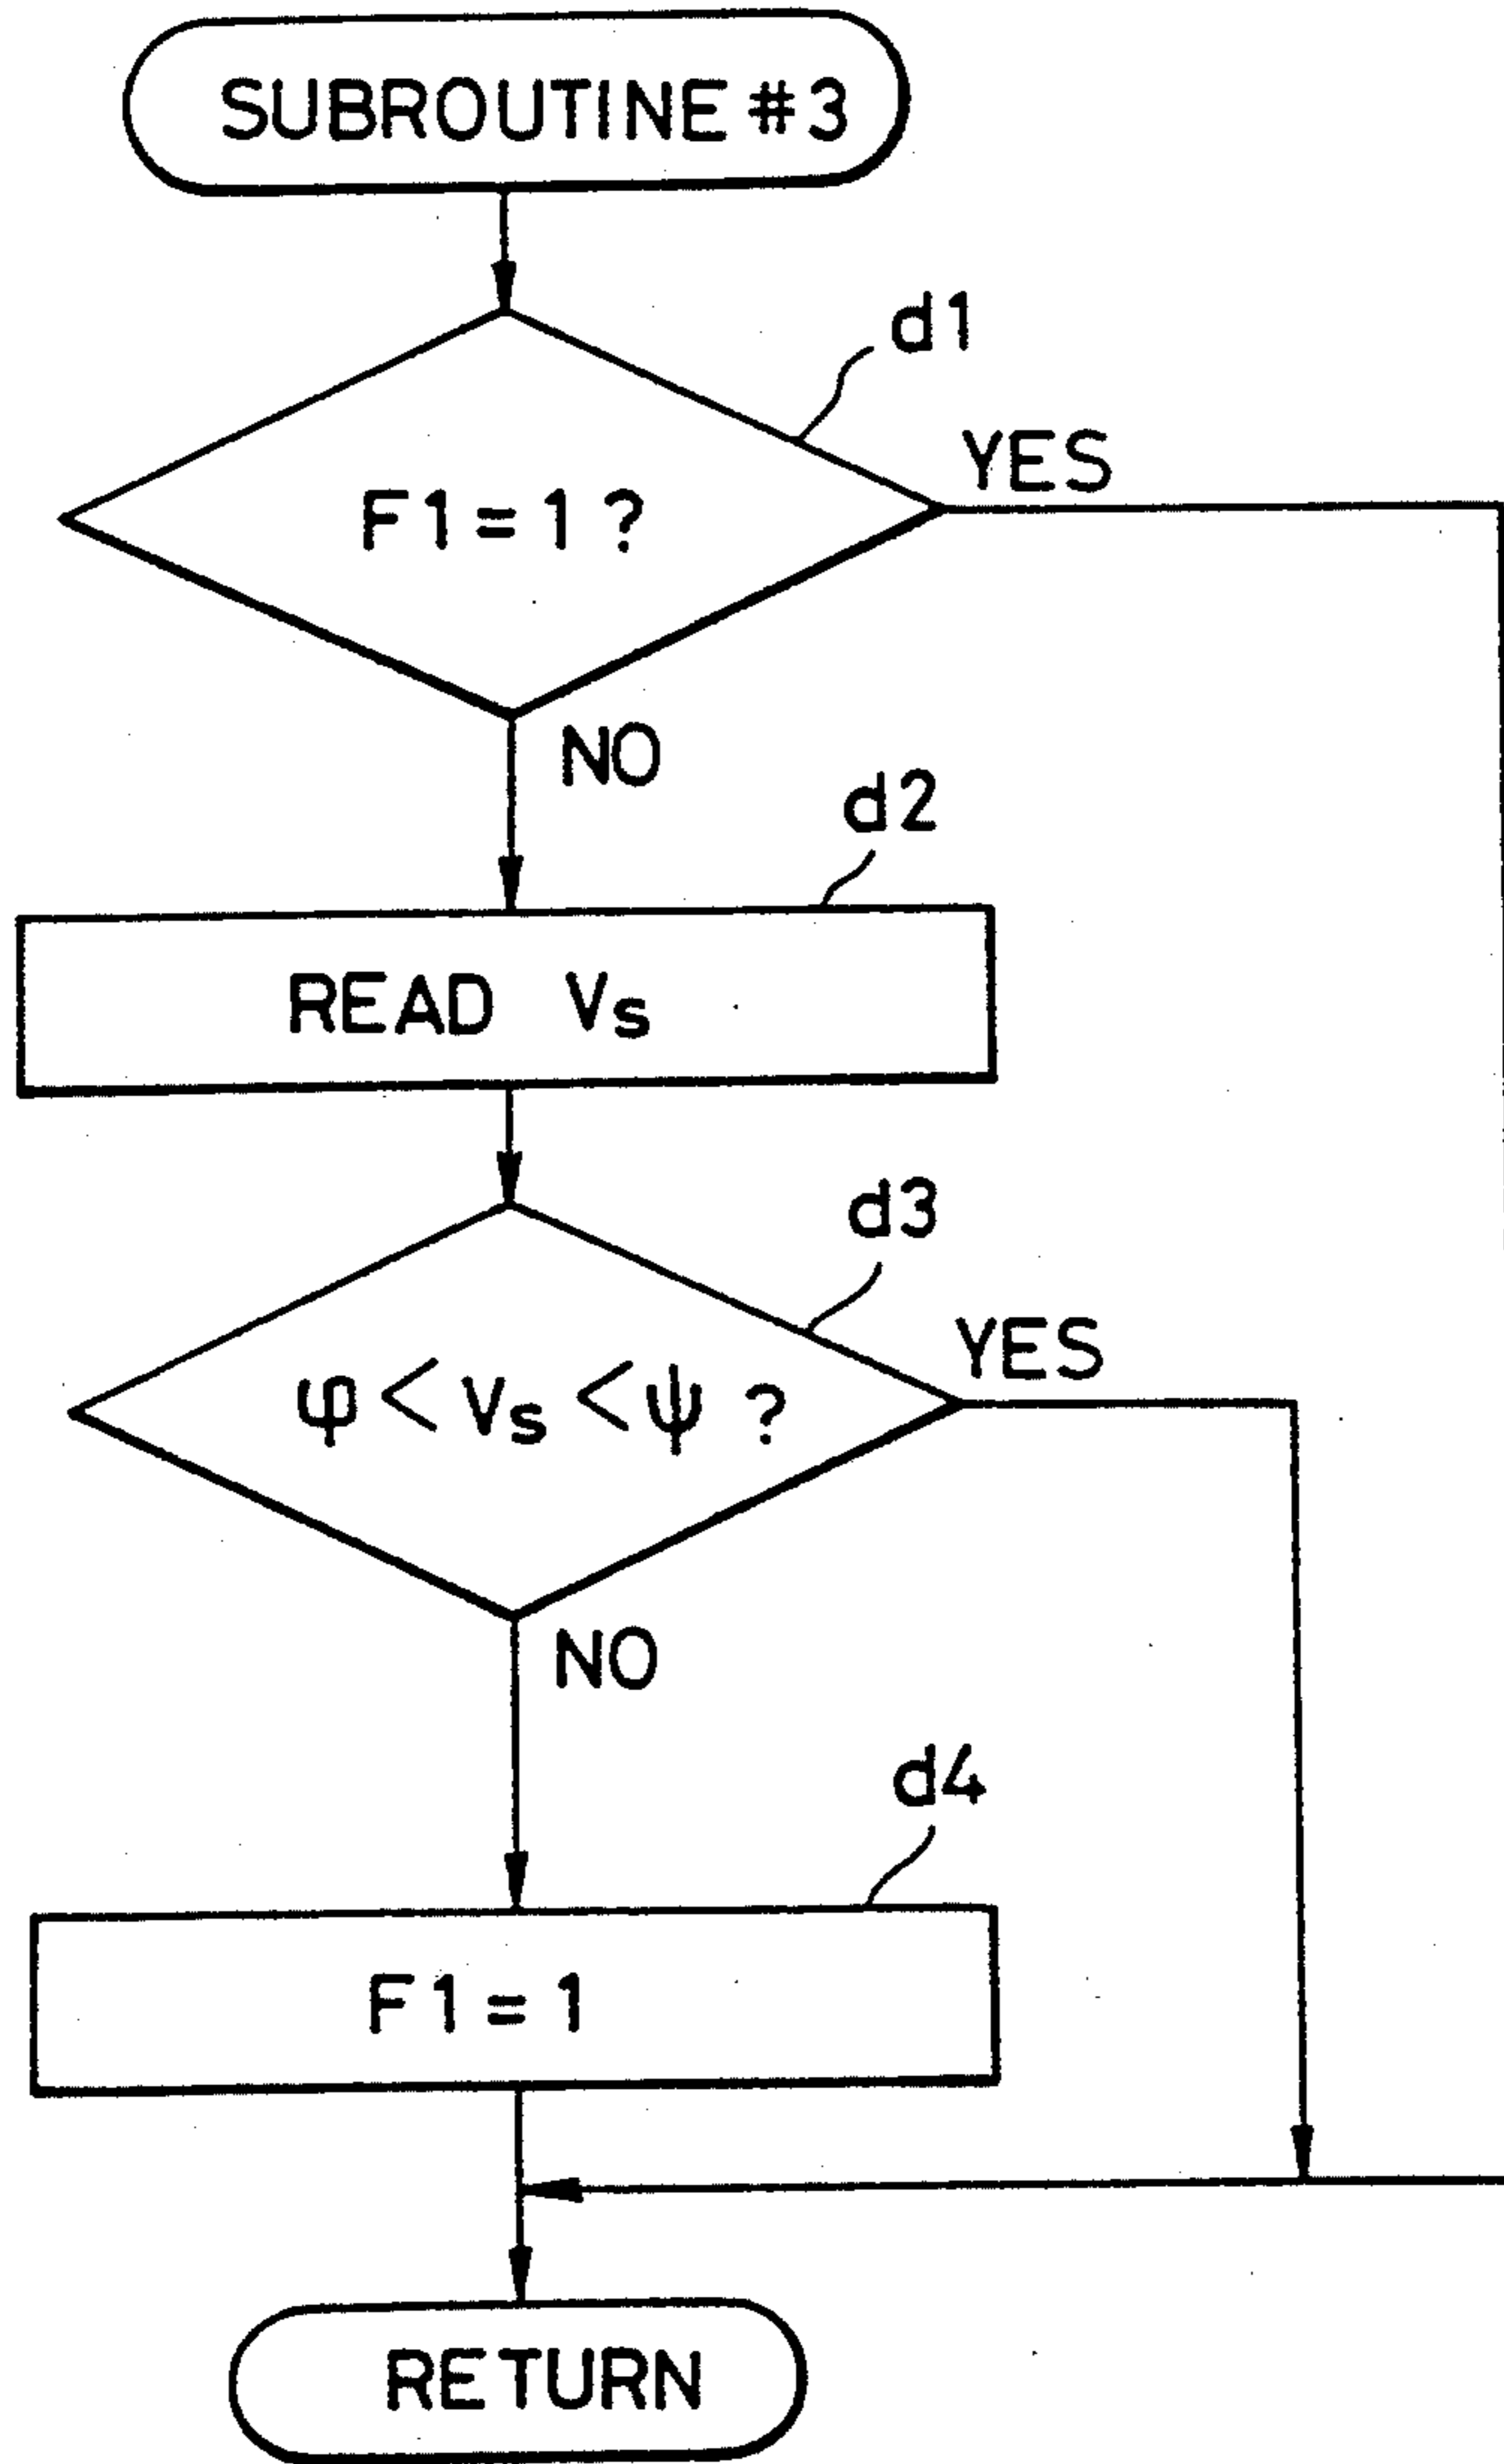 SUBROUTINE #3
d1
YES
F1=1?
NO
d2
READ Vs
d3
YES
φ<Vs<ψ?
NO
d4
F1=1
RETURN